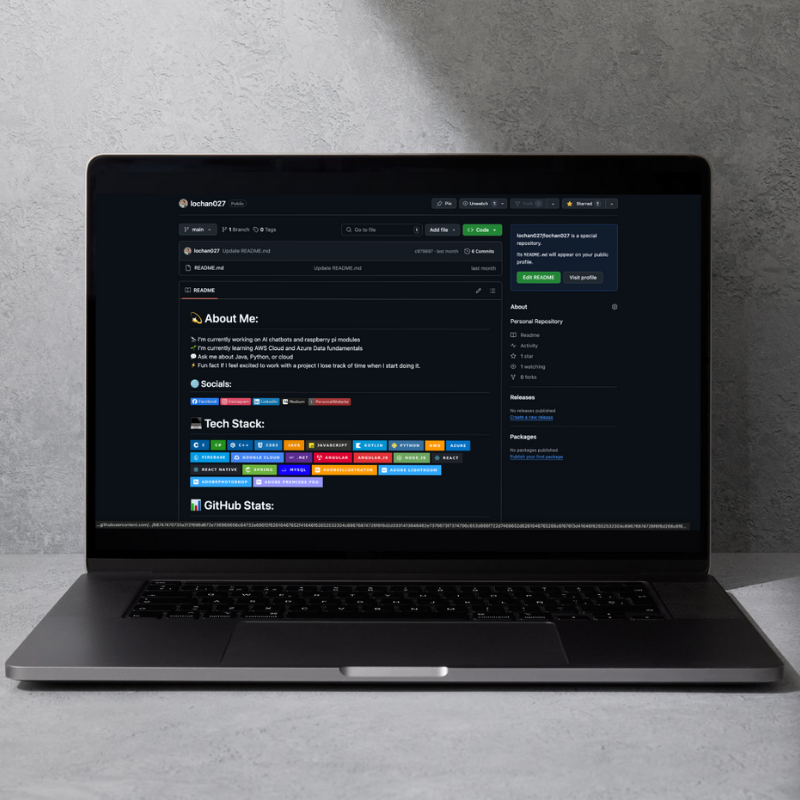 lochan027 Public
Pin Unwatch 1 Fork 0 Starred 1
main 1 Branch 0 Tags Go to file t Add file Code
lochan027 Update README.md last month 6 Commits
README.md Update README.md last month
README
About Me:
I'm currently working on AI chatbots and raspberry pi modules
I'm currently learning AWS Cloud and Azure Data fundamentals
Ask me about Java, Python, or cloud
Fun fact If I feel excited to work with a project I lose track of time when I start doing it.
Socials:
Facebook Instagram LinkedIn Medium PersonalWebsite
Tech Stack:
C C# C++ CSS3 JAVA JAVASCRIPT KOTLIN PYTHON AWS AZURE
FIREBASE GOOGLE CLOUD .NET ANGULAR ANGULAR.JS NODE.JS REACT
REACT NATIVE SPRING MYSQL ADOBEILLUSTRATOR ADOBE LIGHTROOM
ADOBEPHOTOSHOP ADOBE PREMIERE PRO
GitHub Stats:
lochan027/lochan027 is a special
repository.
Its README.md will appear on your public
profile.
Edit README Visit profile
About
Personal Repository
Readme
Activity
1 star
1 watching
0 forks
Releases
No releases published
Create a new release
Packages
No packages published
Publish your first package